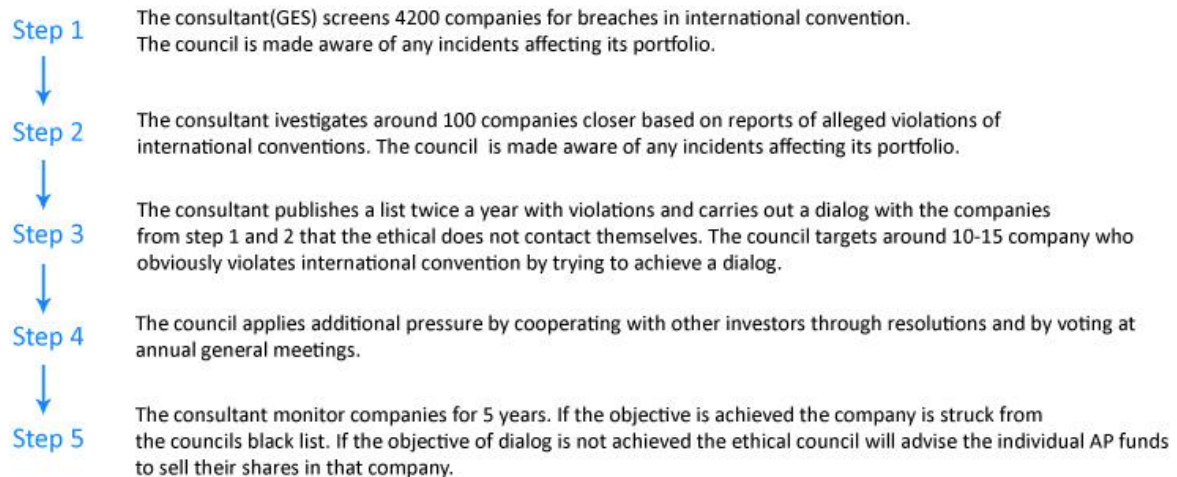 Step 1
The consultant(GES) screens 4200 companies for breaches in international convention.
The council is made aware of any incidents affecting its portfolio.
Step 2
The consultant ivestigates around 100 companies closer based on reports of alleged violations of
international conventions. The council is made aware of any incidents affecting its portfolio.
Step 3
The consultant publishes a list twice a year with violations and carries out a dialog with the companies
from step 1 and 2 that the ethical does not contact themselves. The council targets around 10-15 company who
obviously violates international convention by trying to achieve a dialog.
Step 4
The council applies additional pressure by cooperating with other investors through resolutions and by voting at
annual general meetings.
Step 5
The consultant monitor companies for 5 years. If the objective is achieved the company is struck from
the councils black list. If the objective of dialog is not achieved the ethical council will advise the individual AP funds
to sell their shares in that company.